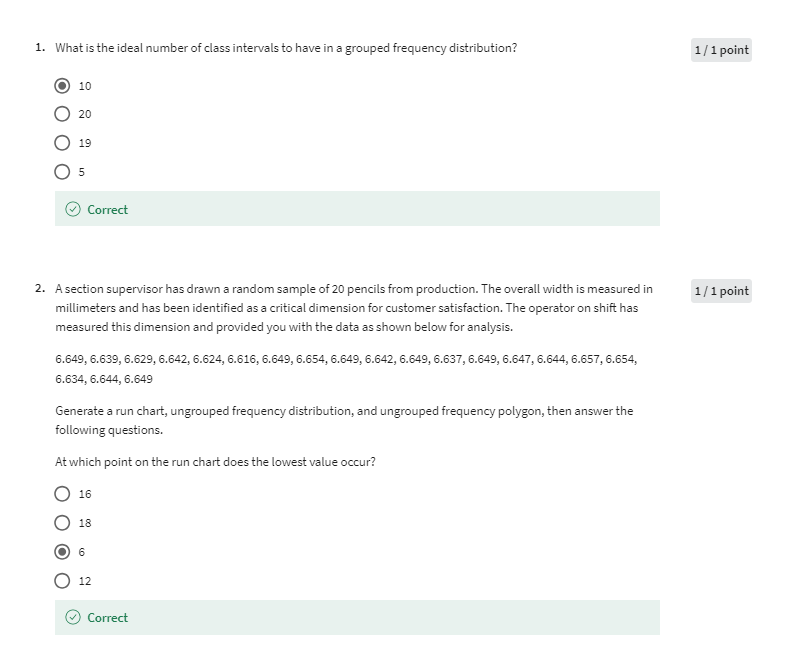 1. What is the ideal number of class intervals to have in a grouped frequency distribution?
1 / 1 point
10
20
19
5
Correct
2. A section supervisor has drawn a random sample of 20 pencils from production. The overall width is measured in
1 / 1 point
millimeters and has been identified as a critical dimension for customer satisfaction. The operator on shift has
measured this dimension and provided you with the data as shown below for analysis.
6.649, 6.639, 6.629, 6.642, 6.624, 6.616, 6.649, 6.654, 6.649, 6.642, 6.649, 6.637, 6.649, 6.647, 6.644, 6.657, 6.654,
6.634, 6.644, 6.649
Generate a run chart, ungrouped frequency distribution, and ungrouped frequency polygon, then answer the
following questions.
At which point on the run chart does the lowest value occur?
16
18
6
12
Correct